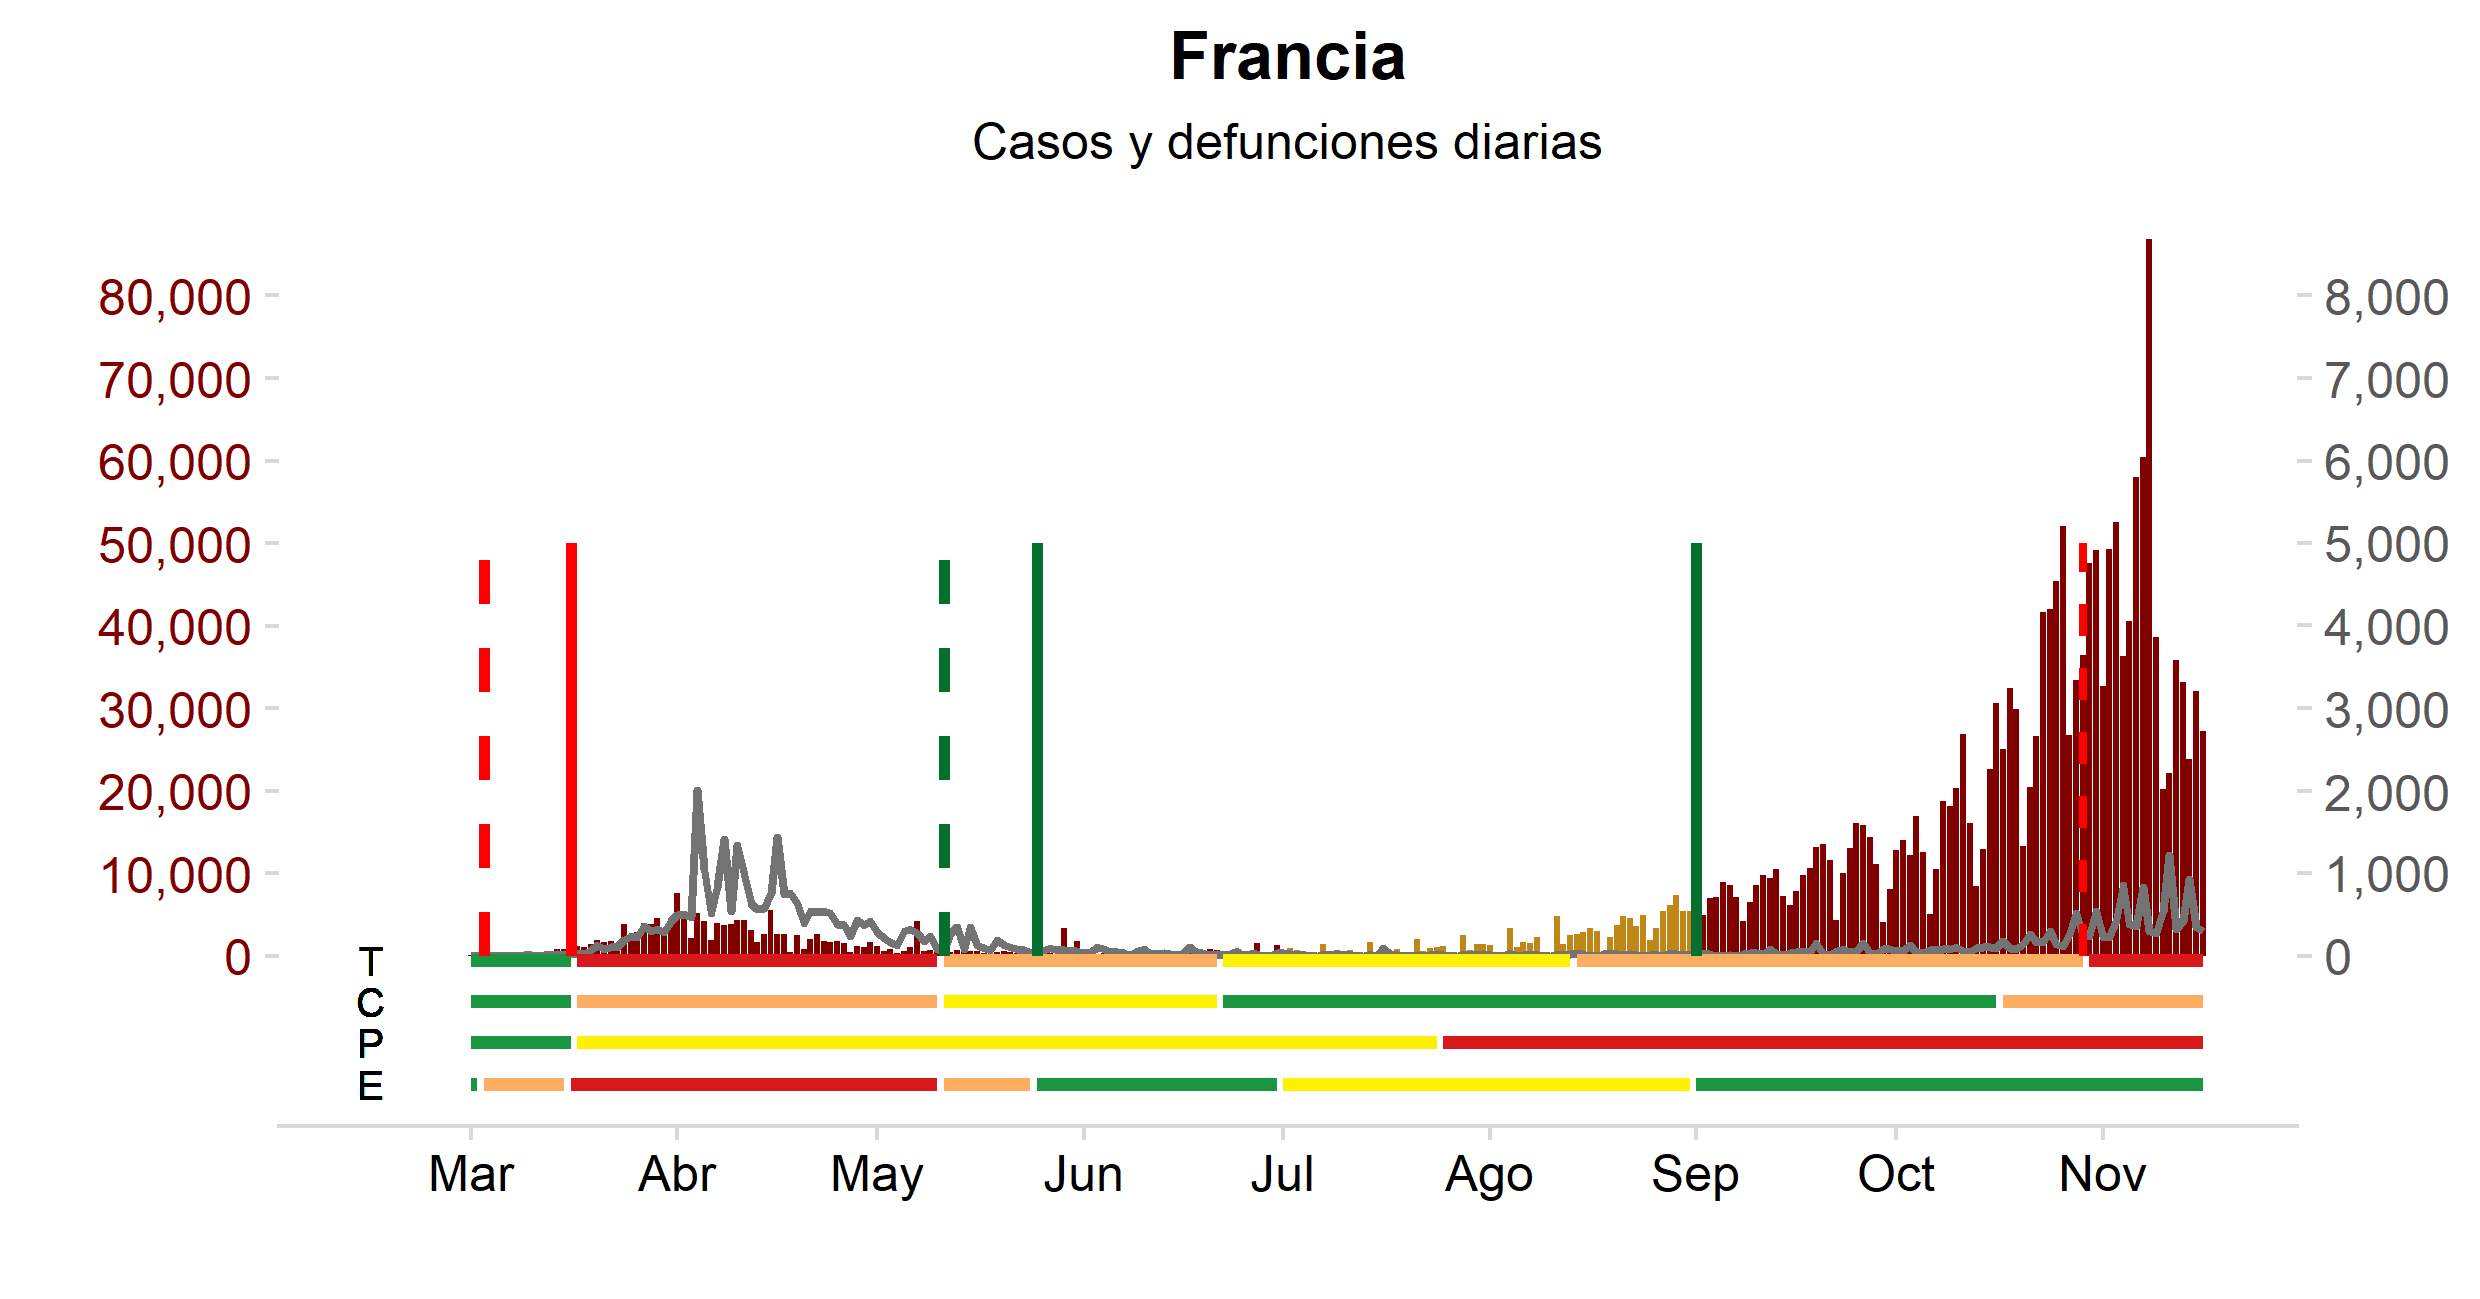 Francia
Casos y defunciones diarias
80,000 8,000
70,000 7,000
60,000 6,000
50,000 5,000
40,000 4,000
30,000 3,000
20,000 2,000
10,000 1,000
0 0
T
C
P
E
Mar Abr May Jun Jul Ago Sep Oct Nov